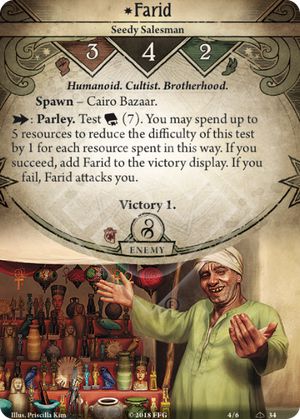 Farid
Seedy Salesman
3 4 2
Humanoid. Cultist. Brotherhood.
Spawn – Cairo Bazaar.
: Parley. Test (7). You may spend up to
5 resources to reduce the difficulty of this test
by 1 for each resource spent in this way. If you
succeed, add Farid to the victory display. If you
fail, Farid attacks you.
Victory 1.
ENEMY
Illus. Priscilla Kim
© 2018 FFG
4/6
34